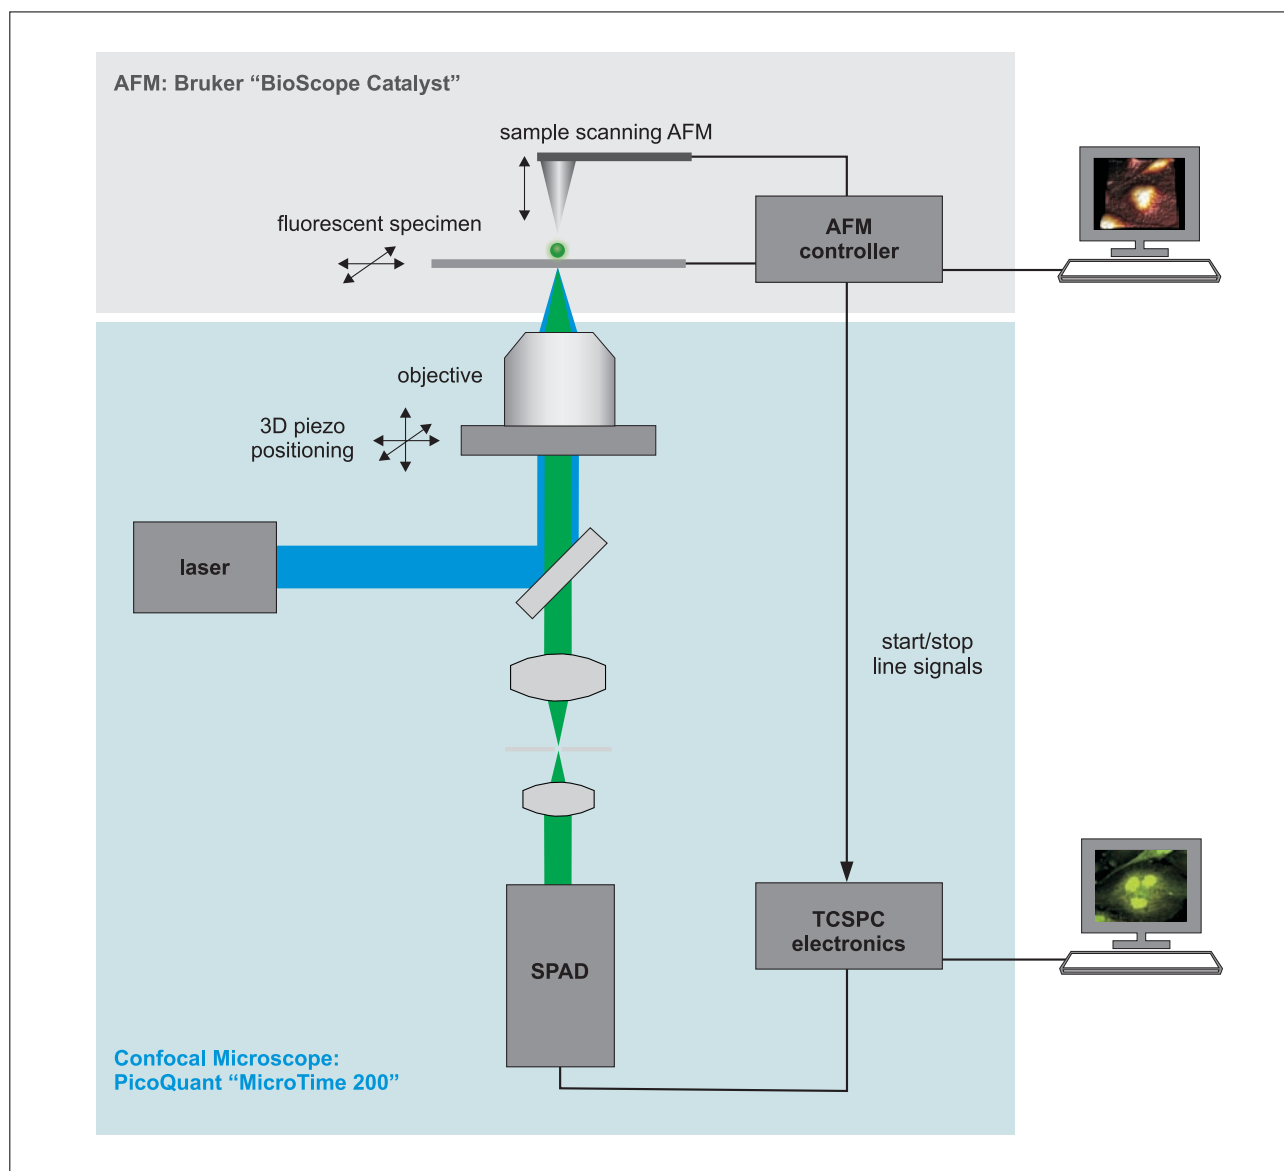 AFM: Bruker “BioScope Catalyst”
sample scanning AFM
fluorescent specimen
AFM
controller
objective
3D piezo
positioning
laser
start/stop
line signals
TCSPC
electronics
SPAD
Confocal Microscope:
PicoQuant “MicroTime 200”